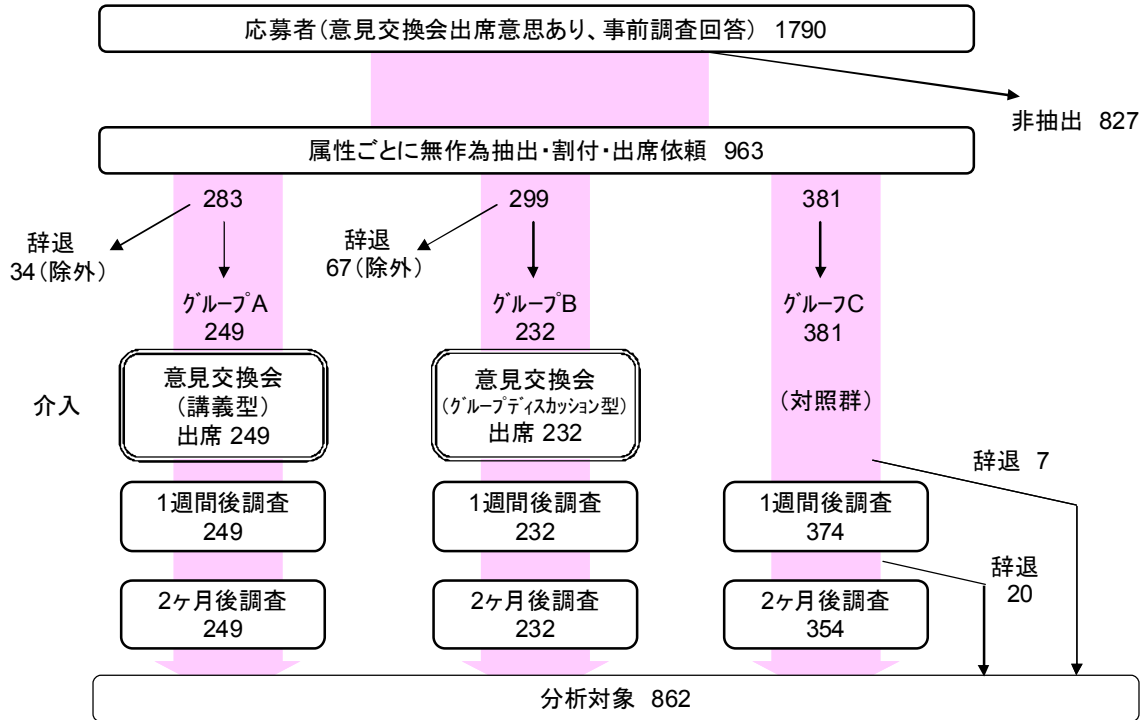 応募者(意見交換会出席意思あり、事前調査回答) 1790
非抽出 827
属性ごとに無作為抽出・割付・出席依頼 963
283
299
381
辞退
34(除外)
辞退
67(除外)
グループA
249
グループB
232
グループC
381
介入
意見交換会
(講義型)
出席 249
意見交換会
(グループディスカッション型)
出席 232
(対照群)
辞退 7
1週間後調査
249
1週間後調査
232
1週間後調査
374
辞退
20
2ヶ月後調査
249
2ヶ月後調査
232
2ヶ月後調査
354
分析対象 862